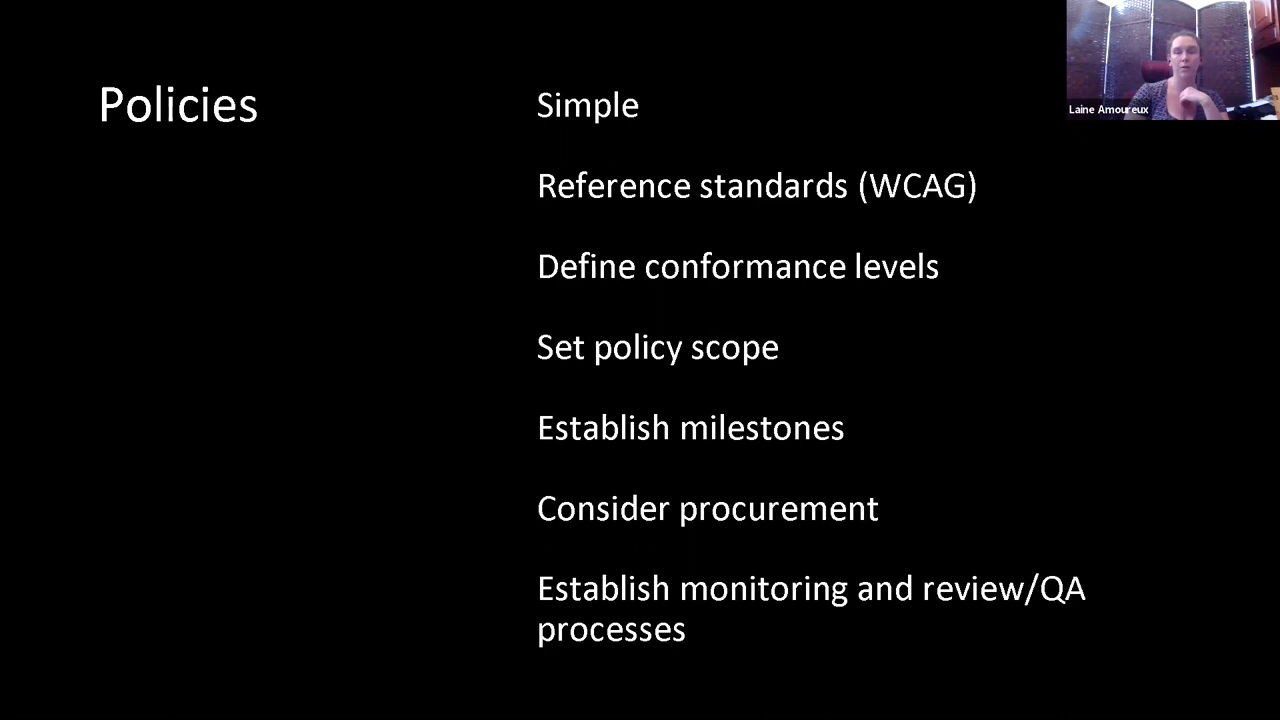 Policies
Simple
Reference standards (WCAG)
Define conformance levels
Set policy scope
Establish milestones
Consider procurement
Establish monitoring and review/QA
processes
Laine Amoureux